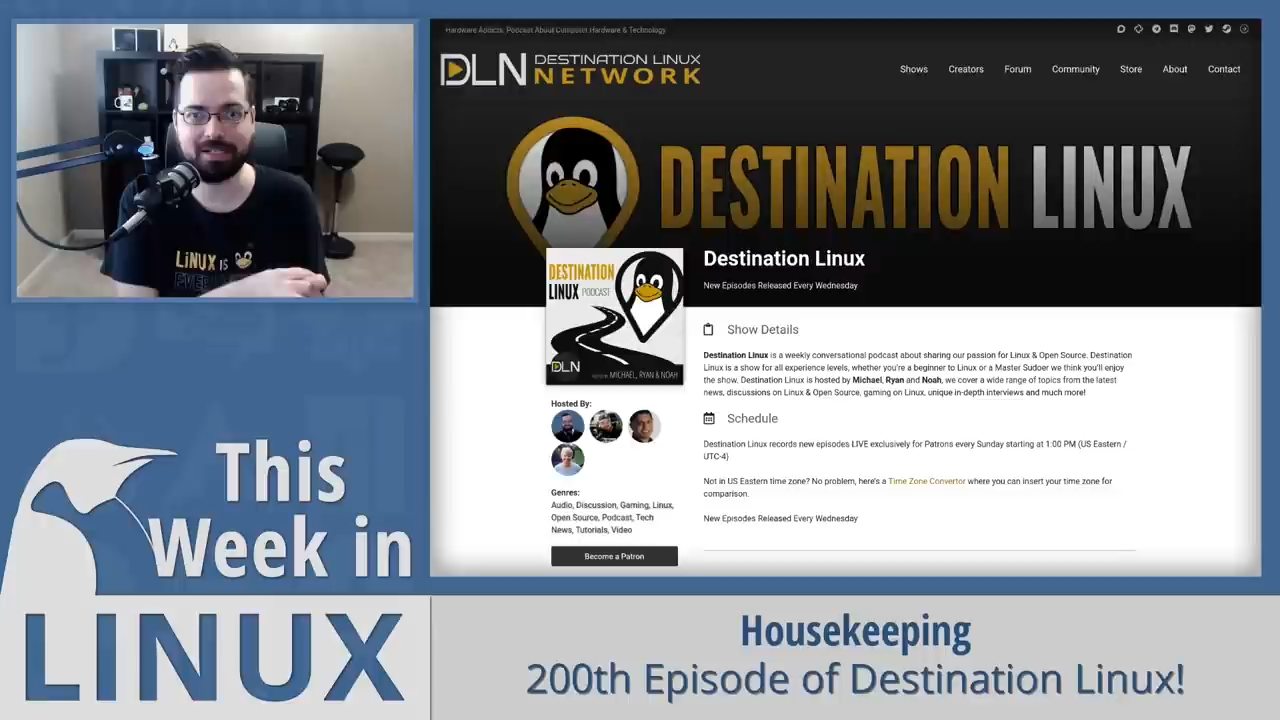 Hardware Addicts, Podcast About Computer Hardware & Technology
DLN DESTINATION LINUX
NETWORK
Shows Creators Forum Community Store About Contact
DESTINATION LINUX
DESTINATION
LINUX PODCAST
DLN
MICHAEL, RYAN & NOAH
Destination Linux
New Episodes Released Every Wednesday
Show Details
Destination Linux is a weekly conversational podcast about sharing our passion for Linux & Open Source. Destination
Linux is a show for all experience levels, whether you're a beginner to Linux or a Master Sudoer we think you'll enjoy
the show. Destination Linux is hosted by Michael, Ryan and Noah, we cover a wide range of topics from the latest
news, discussions on Linux & Open Source, gaming on Linux, unique in-depth interviews and much more!
Schedule
Destination Linux records new episodes LIVE exclusively for Patrons every Sunday starting at 1:00 PM (US Eastern /
UTC-4)
Not in US Eastern time zone? No problem, here's a Time Zone Convertor where you can insert your time zone for
comparison.
New Episodes Released Every Wednesday
Hosted By:
Genres:
Audio, Discussion, Gaming, Linux,
Open Source, Podcast, Tech
News, Tutorials, Video
Become a Patron
LiNUX IS
This
Week in
LINUX
Housekeeping
200th Episode of Destination Linux!